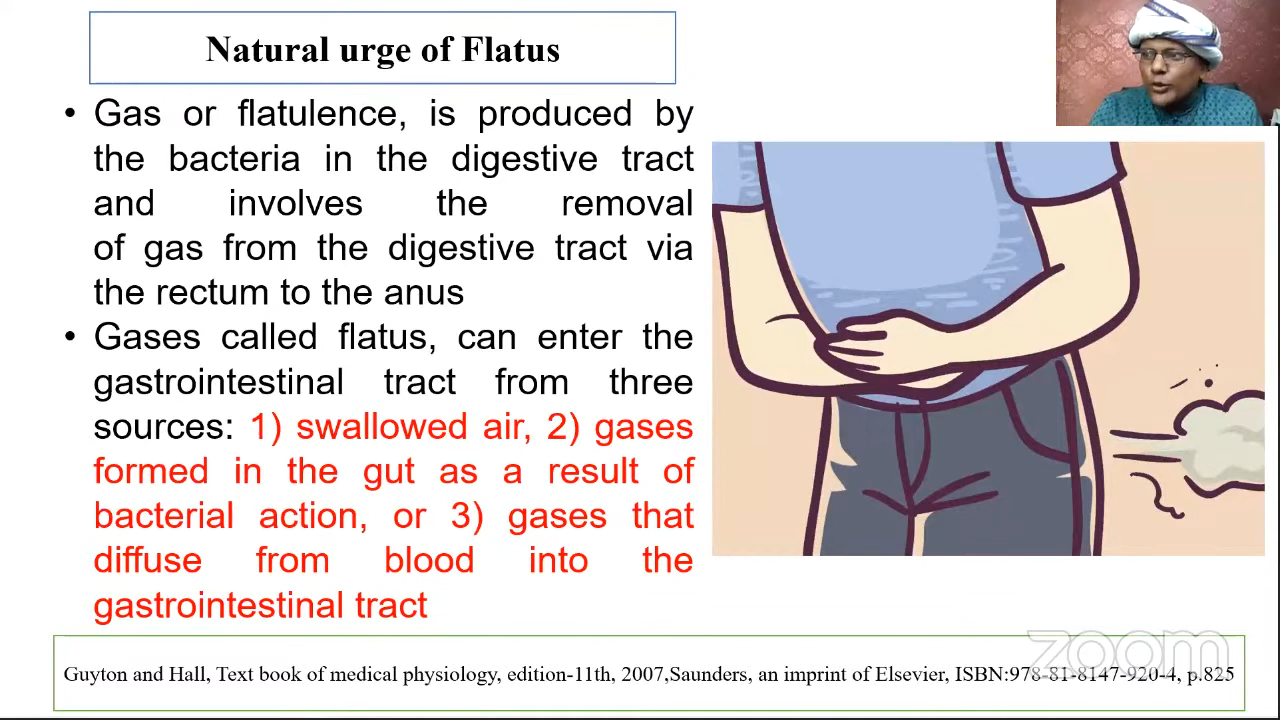 Natural urge of Flatus
• Gas or flatulence, is produced by
the bacteria in the digestive tract
and involves the removal
of gas from the digestive tract via
the rectum to the anus
• Gases called flatus, can enter the
gastrointestinal tract from three
sources: 1) swallowed air, 2) gases
formed in the gut as a result of
bacterial action, or 3) gases that
diffuse from blood into the
gastrointestinal tract
zoom
Guyton and Hall, Text book of medical physiology, edition-11th, 2007,Saunders, an imprint of Elsevier, ISBN:978-81-8147-920-4, p.825